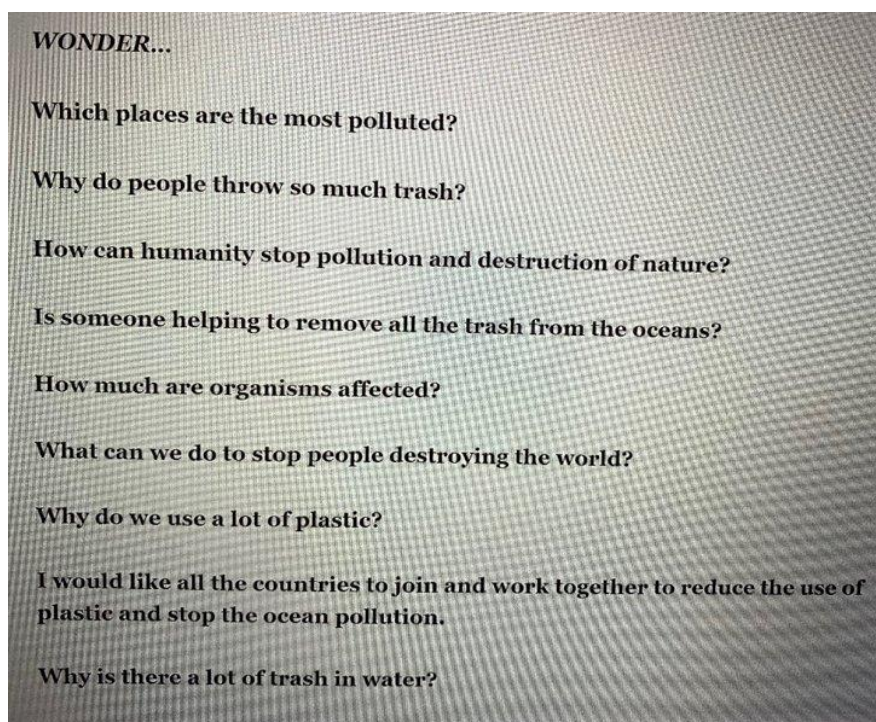 WONDER...
Which places are the most polluted?
Why do people throw so much trash?
How can humanity stop pollution and destruction of nature?
Is someone helping to remove all the trash from the oceans?
How much are organisms affected?
What can we do to stop people destroying the world?
Why do we use a lot of plastic?
I would like all the countries to join and work together to reduce the use of
plastic and stop the ocean pollution.
Why is there a lot of trash in water?